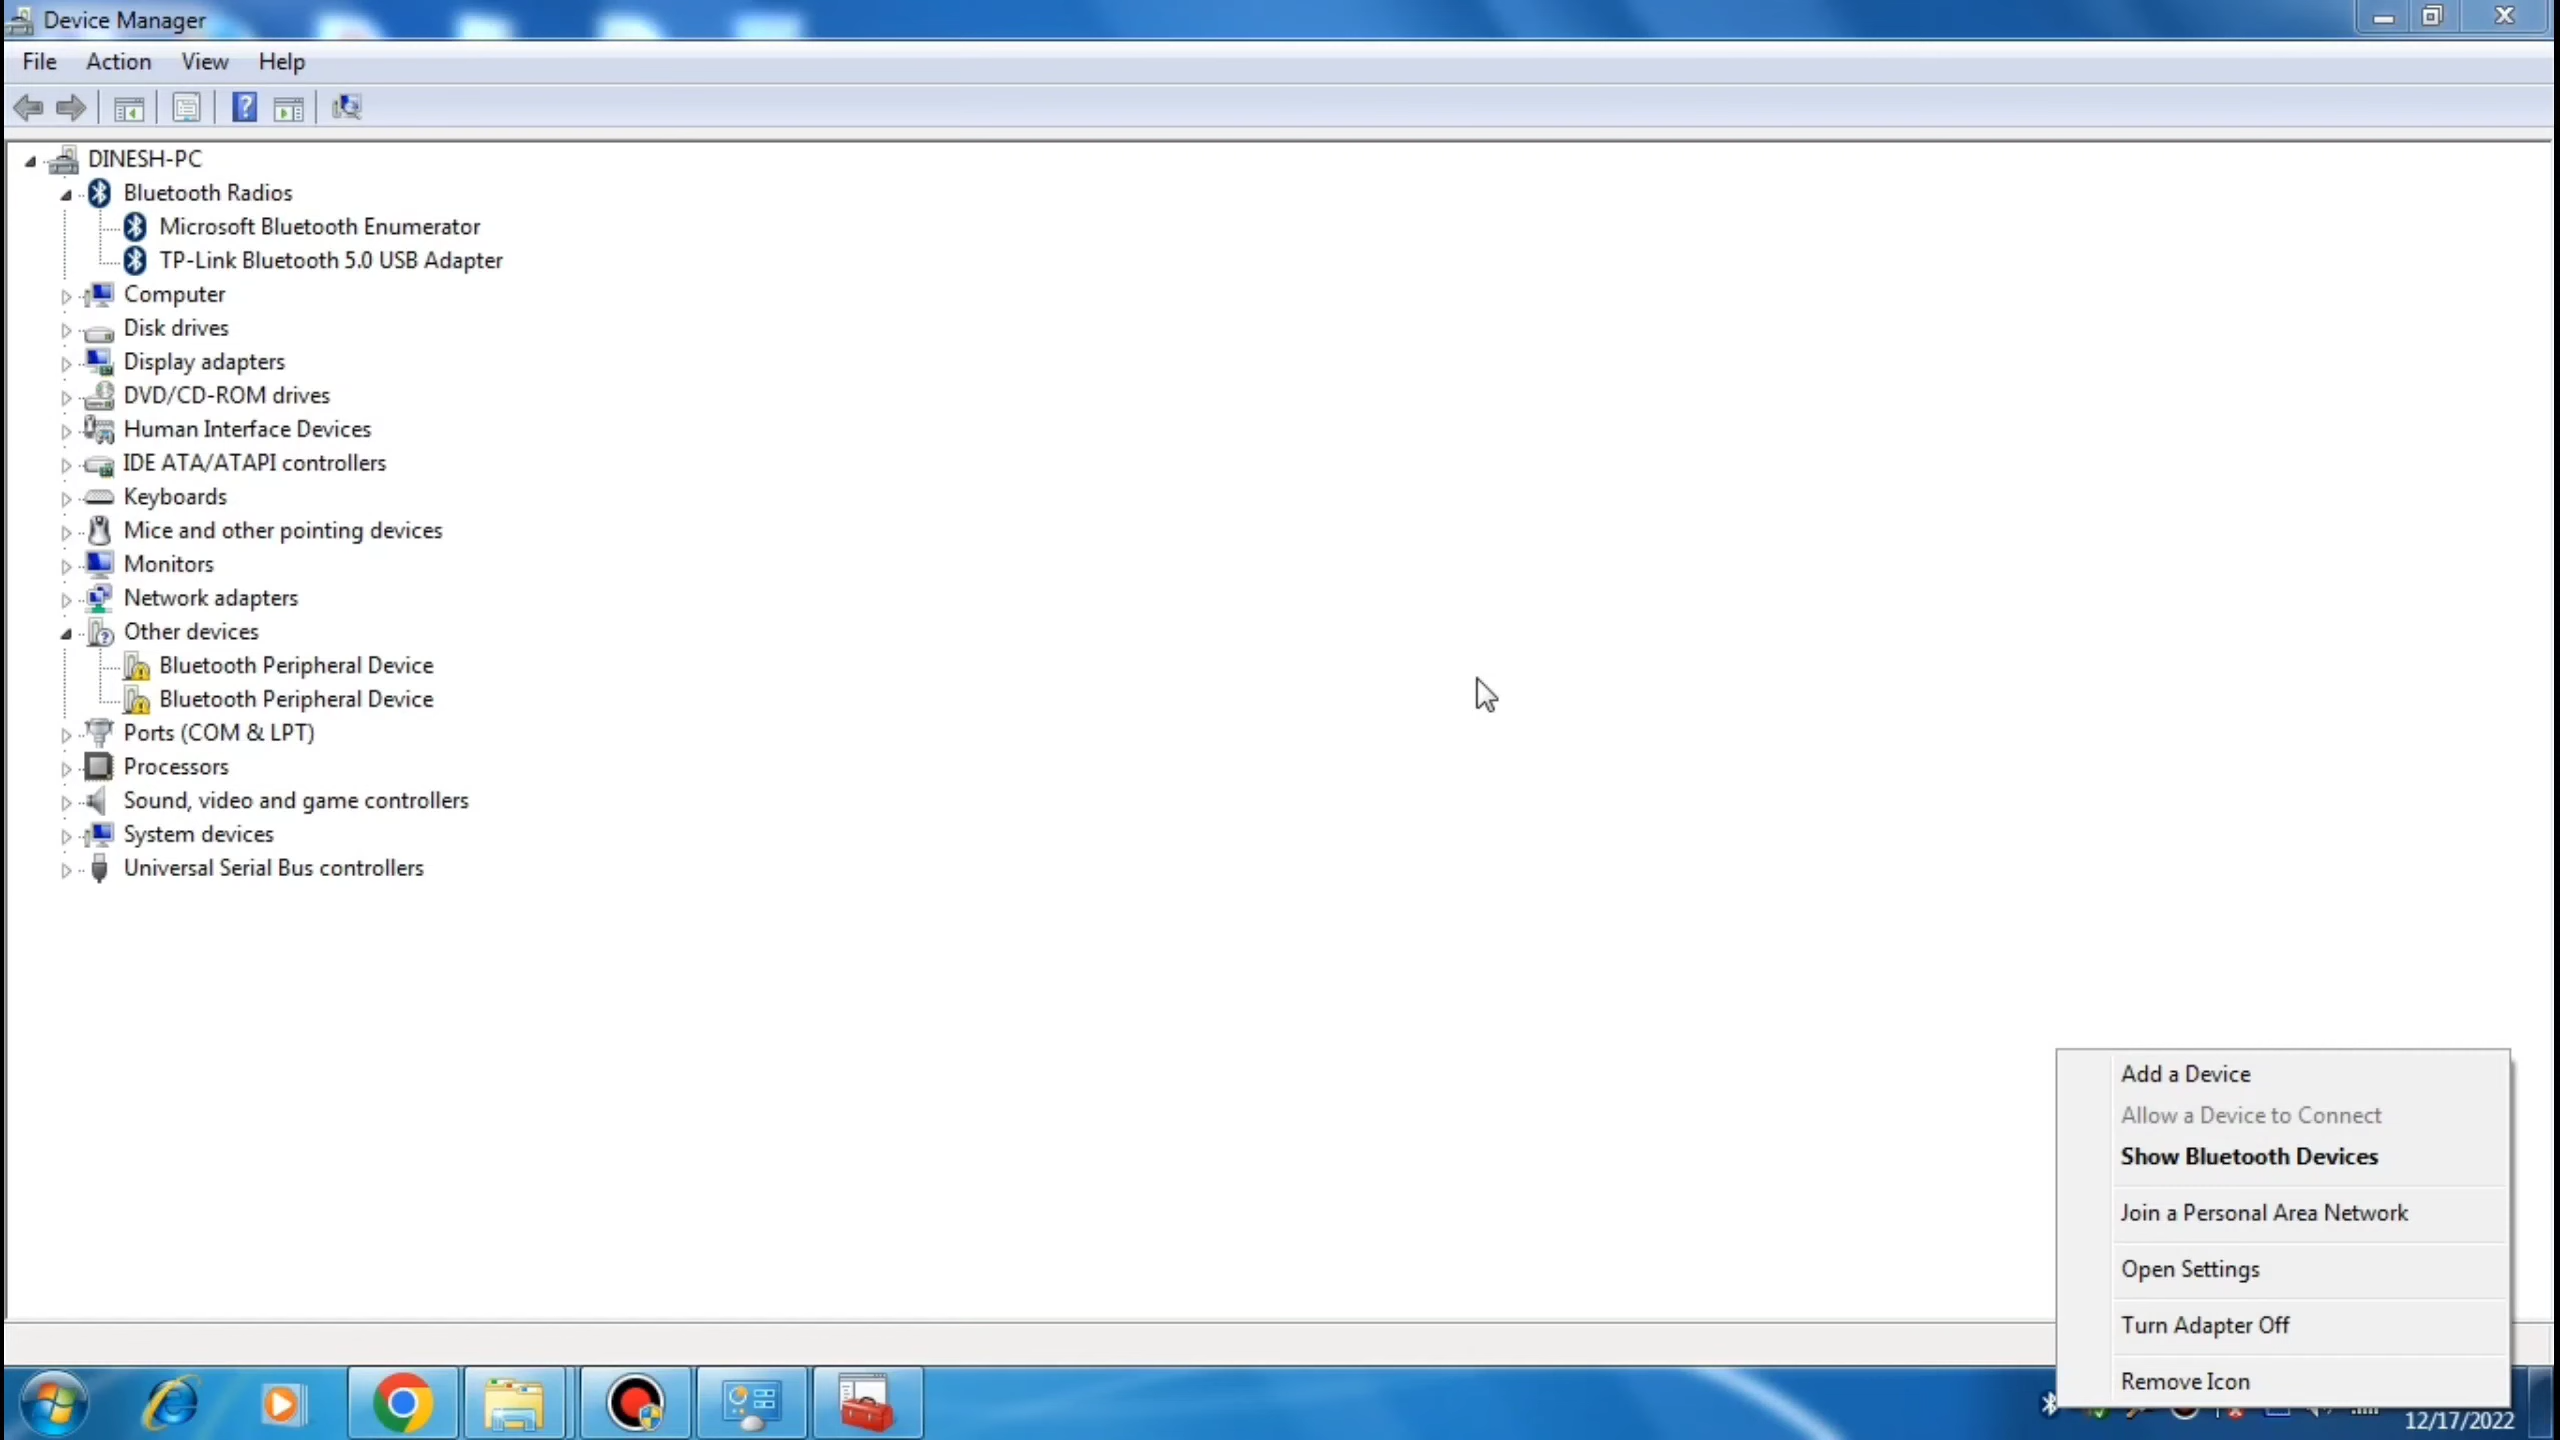 Device Manager
File Action View Help
DINESH-PC
Bluetooth Radios
Microsoft Bluetooth Enumerator
TP-Link Bluetooth 5.0 USB Adapter
Computer
Disk drives
Display adapters
DVD/CD-ROM drives
Human Interface Devices
IDE ATA/ATAPI controllers
Keyboards
Mice and other pointing devices
Monitors
Network adapters
Other devices
Bluetooth Peripheral Device
Bluetooth Peripheral Device
Ports (COM & LPT)
Processors
Sound, video and game controllers
System devices
Universal Serial Bus controllers
Add a Device
Allow a Device to Connect
Show Bluetooth Devices
Join a Personal Area Network
Open Settings
Turn Adapter Off
Remove Icon
12/17/2022